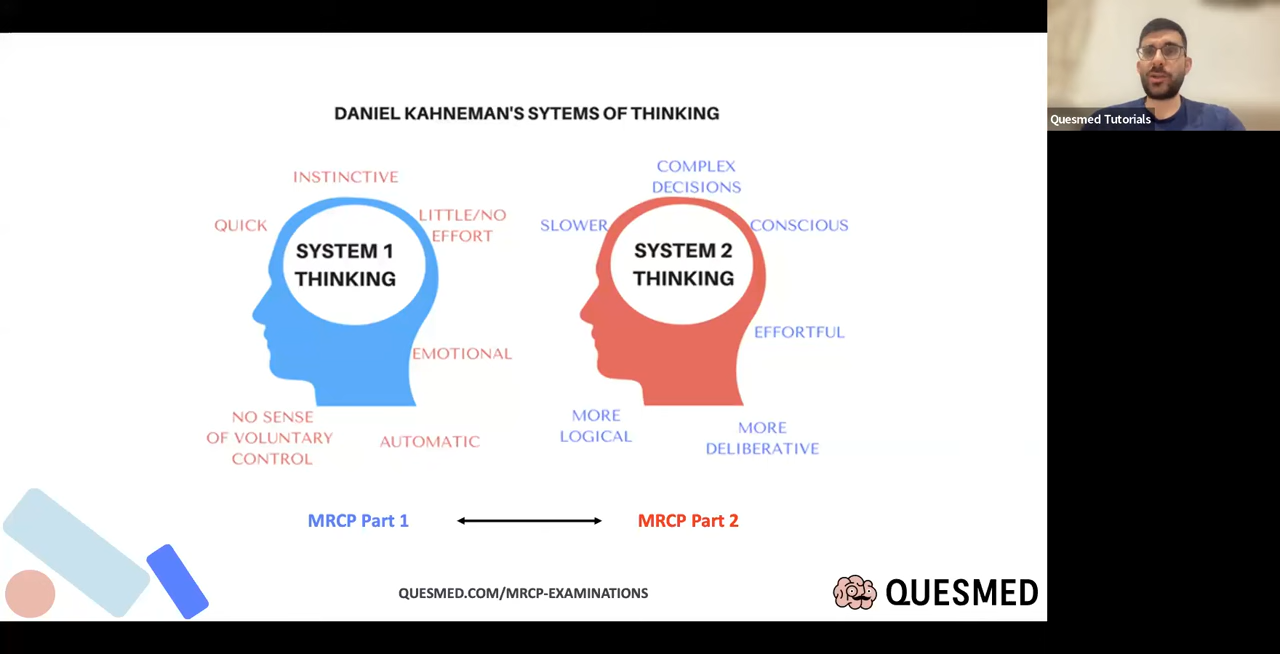 DANIEL KAHNEMAN'S SYTEMS OF THINKING
INSTINCTIVE
QUICK
LITTLE/NO
EFFORT
SYSTEM 1
THINKING
EMOTIONAL
NO SENSE
OF VOLUNTARY
CONTROL
AUTOMATIC
COMPLEX
DECISIONS
SLOWER
CONSCIOUS
SYSTEM 2
THINKING
EFFORTFUL
MORE
LOGICAL
MORE
DELIBERATIVE
MRCP Part 1
MRCP Part 2
QUESMED.COM/MRCP-EXAMINATIONS
QUESMED
Quesmed Tutorials